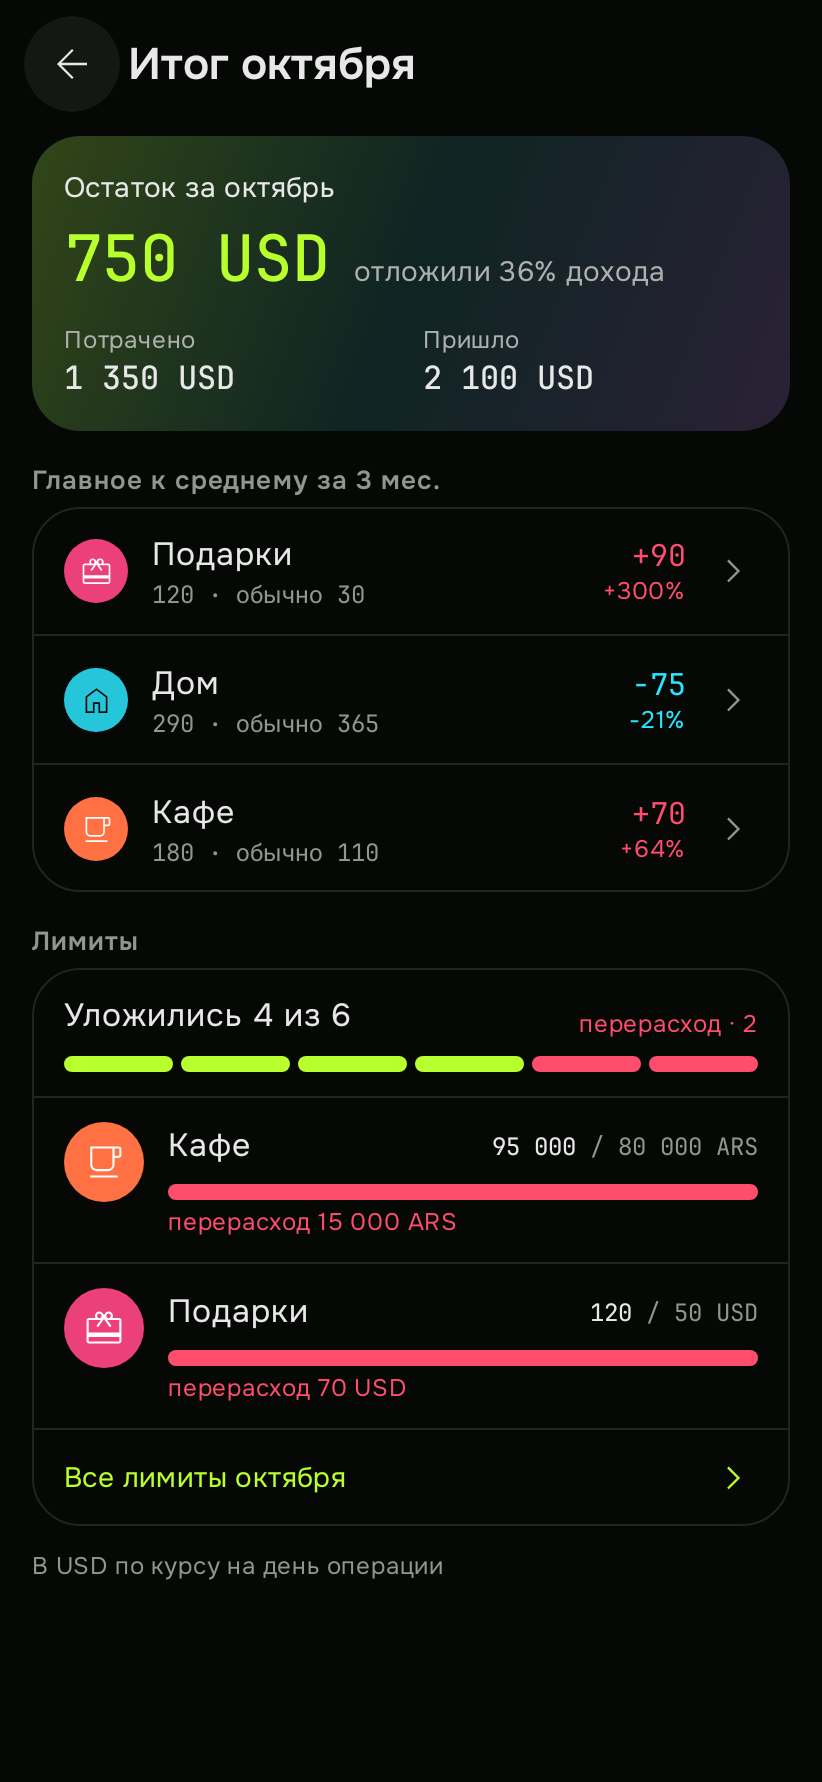 Итог октября
Остаток за октябрь
750 USD отложили 36% дохода
Потрачено Пришло
1 350 USD 2 100 USD
Главное к среднему за 3 мес.
Подарки +90
120 · обычно 30 +300%
Дом -75
290 · обычно 365 -21%
Кафе +70
180 · обычно 110 +64%
Лимиты
Уложились 4 из 6 перерасход · 2
Кафе 95 000 / 80 000 ARS
перерасход 15 000 ARS
Подарки 120 / 50 USD
перерасход 70 USD
Все лимиты октября
В USD по курсу на день операции